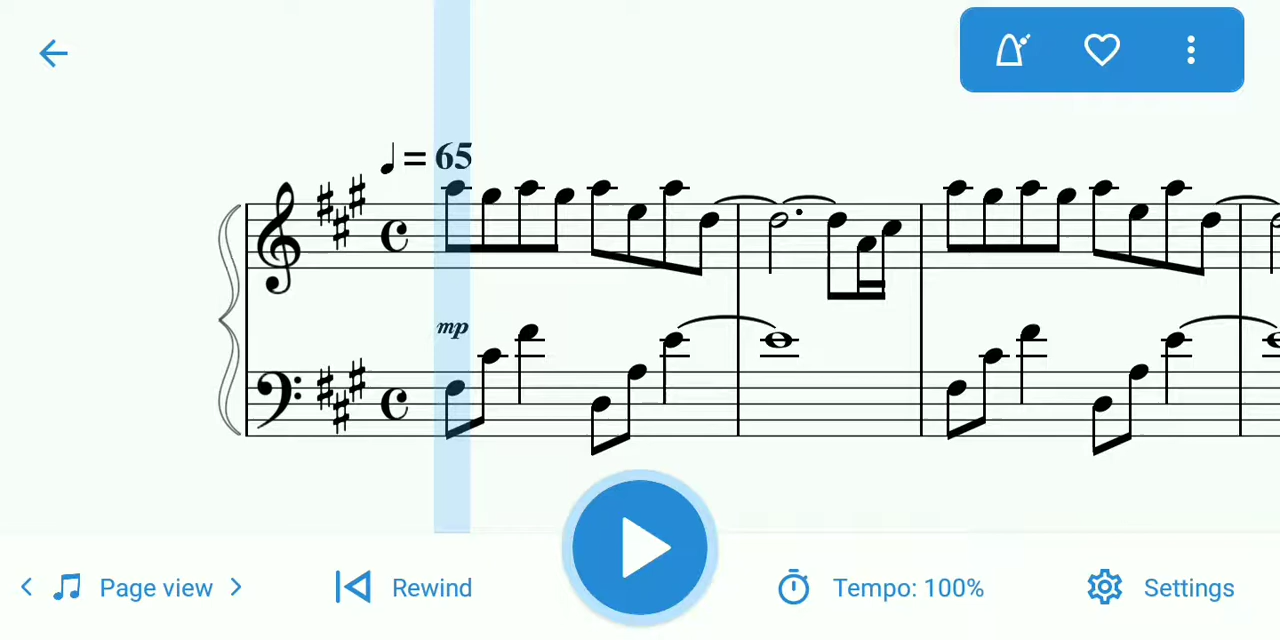 ♩ = 65
mp
Page view
Rewind
Tempo: 100%
Settings